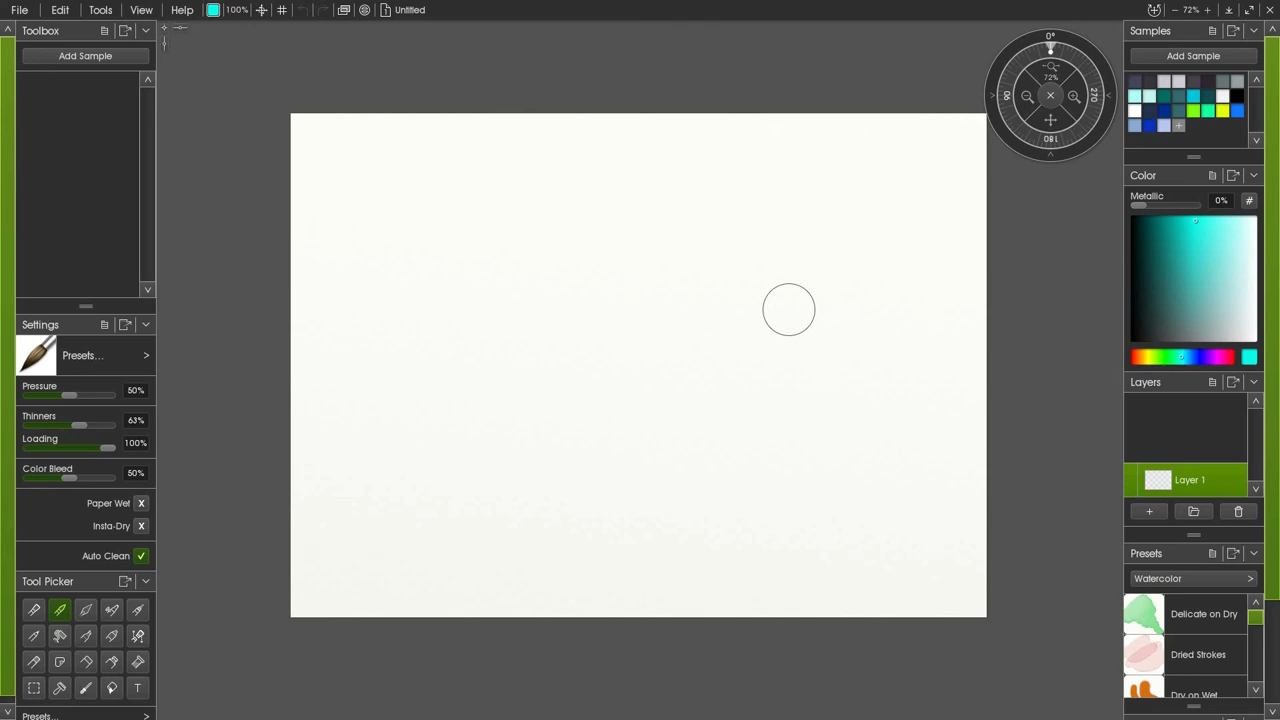 File Edit Tools View Help 100% Untitled 72%
Toolbox
Add Sample
Settings
Presets...
Pressure 50%
Thinners 63%
Loading 100%
Color Bleed 50%
Paper Wet X
Insta-Dry X
Auto Clean
Tool Picker
T
Presets...
0°
72%
90
270
180
Samples
Add Sample
Color
Metallic
0% #
Layers
Layer 1
Presets
Watercolor
Delicate on Dry
Dried Strokes
Dry on Wet